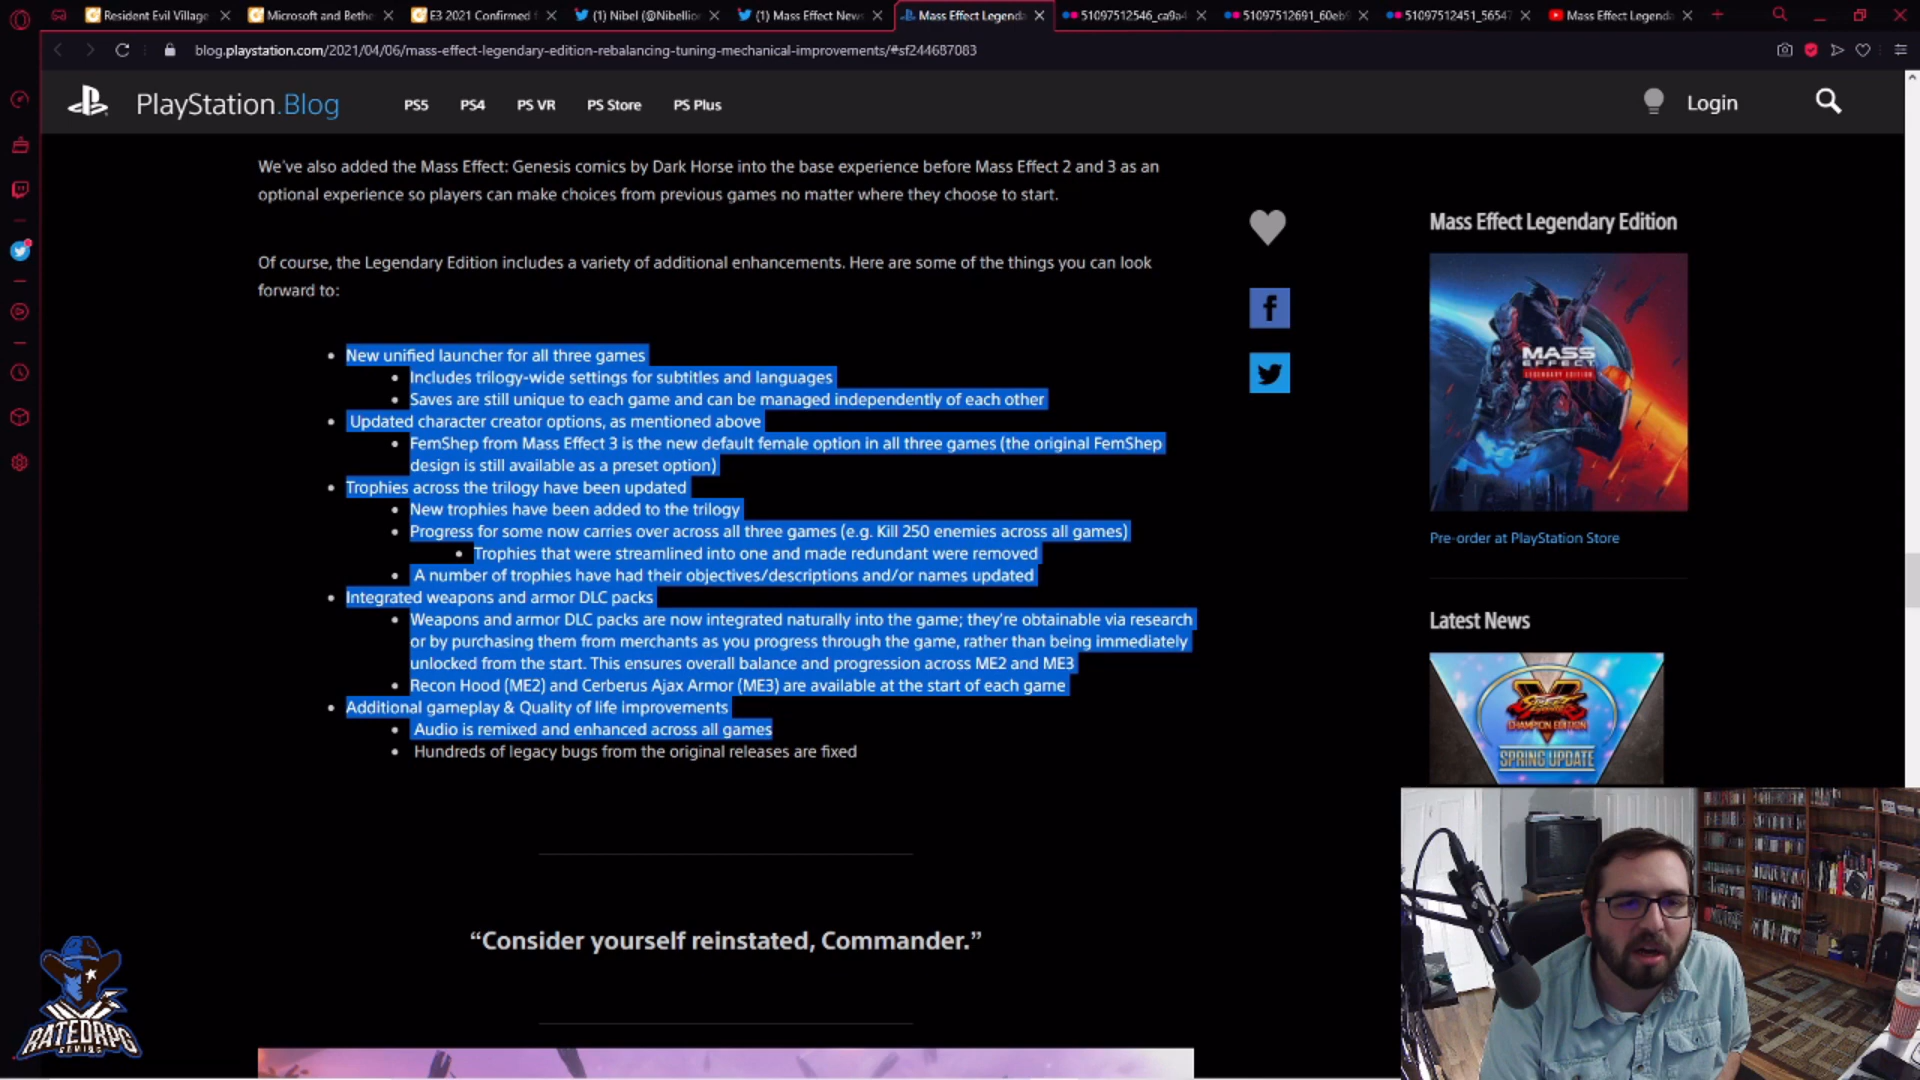 Resident Evil Village
Microsoft and Bethe
E3 2021 Confirmed f
(1) Nibel (@Nibellion
(1) Mass Effect News
Mass Effect Legenda
51097512546_ca9a4
51097512691_60eb9
51097512451_56547
Mass Effect Legenda
blog.playstation.com/2021/04/06/mass-effect-legendary-edition-rebalancing-tuning-mechanical-improvements/#sf244687083
PlayStation.Blog
PS5
PS4
PS VR
PS Store
PS Plus
Login
We've also added the Mass Effect: Genesis comics by Dark Horse into the base experience before Mass Effect 2 and 3 as an
optional experience so players can make choices from previous games no matter where they choose to start.
Of course, the Legendary Edition includes a variety of additional enhancements. Here are some of the things you can look
forward to:
New unified launcher for all three games
Includes trilogy-wide settings for subtitles and languages
Saves are still unique to each game and can be managed independently of each other
Updated character creator options, as mentioned above
FemShep from Mass Effect 3 is the new default female option in all three games (the original FemShep
design is still available as a preset option)
Trophies across the trilogy have been updated
New trophies have been added to the trilogy
Progress for some now carries over across all three games (e.g. Kill 250 enemies across all games)
Trophies that were streamlined into one and made redundant were removed
A number of trophies have had their objectives/descriptions and/or names updated
Integrated weapons and armor DLC packs
Weapons and armor DLC packs are now integrated naturally into the game; they're obtainable via research
or by purchasing them from merchants as you progress through the game, rather than being immediately
unlocked from the start. This ensures overall balance and progression across ME2 and ME3
Recon Hood (ME2) and Cerberus Ajax Armor (ME3) are available at the start of each game
Additional gameplay & Quality of life improvements
Audio is remixed and enhanced across all games
Hundreds of legacy bugs from the original releases are fixed
“Consider yourself reinstated, Commander.”
Mass Effect Legendary Edition
MASS
EFFECT
LEGENDARY EDITION
Pre-order at PlayStation Store
Latest News
STREET FIGHTER
V
CHAMPION EDITION
SPRING UPDATE
RATEDRPG
GAMING